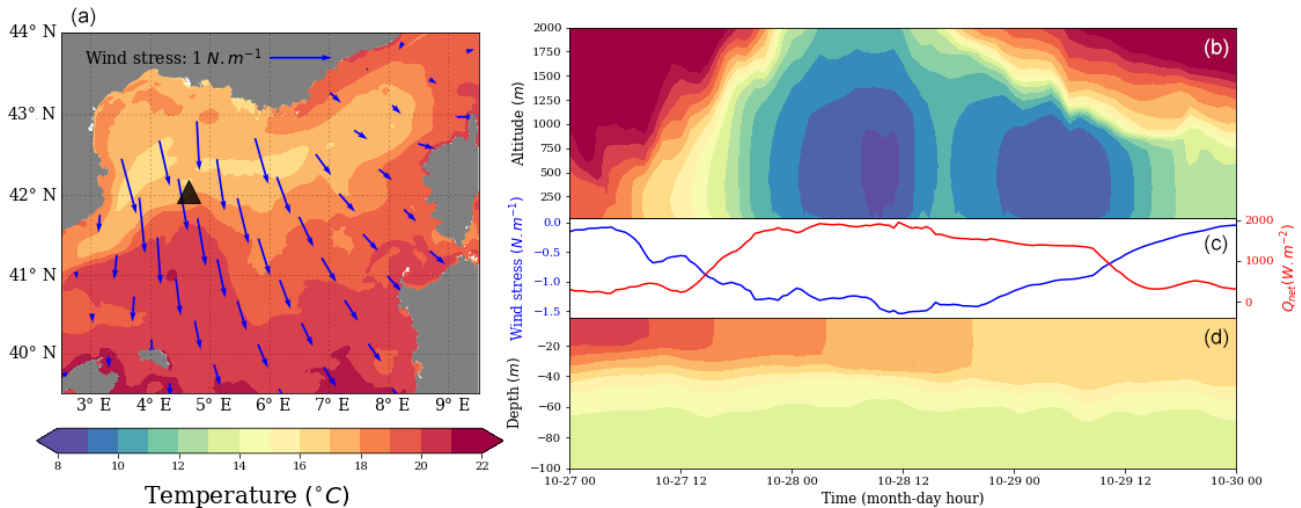 (a)
44° N
43° N
42° N
41° N
40° N
Wind stress: 1 N.m⁻¹
3° E 4° E 5° E 6° E 7° E 8° E 9° E
8 10 12 14 16 18 20 22
Temperature (°C)
(b)
Altitude (m)
2000
1750
1500
1250
1000
750
500
250
(c)
Wind stress (N.m⁻¹)
0.0
−0.5
−1.0
−1.5
2000
1000
0
Qnet(W.m⁻²)
(d)
Depth (m)
−20
−40
−60
−80
−100
10-27 00 10-27 12 10-28 00 10-28 12 10-29 00 10-29 12 10-30 00
Time (month-day hour)